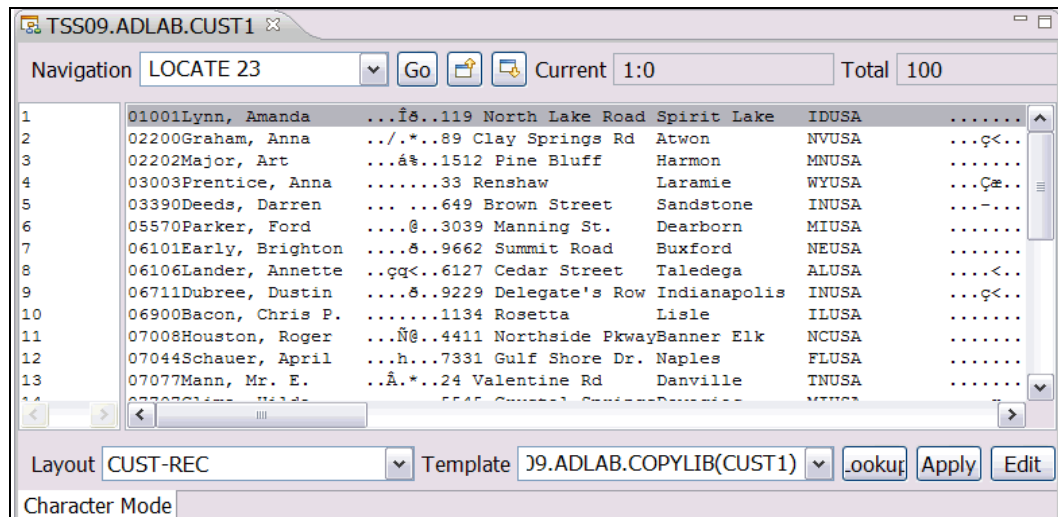 TSS09.ADLAB.CUST1
Navigation LOCATE 23 Go Current 1:0 Total 100
1 01001Lynn, Amanda ...Îð..119 North Lake Road Spirit Lake IDUSA .......
2 02200Graham, Anna ../.*..89 Clay Springs Rd Atwon NVUSA ...ç<..
3 02202Major, Art ...á%..1512 Pine Bluff Harmon MNUSA .......
4 03003Prentice, Anna .......33 Renshaw Laramie WYUSA ...Çæ..
5 03390Deeds, Darren ... ...649 Brown Street Sandstone INUSA ...-...
6 05570Parker, Ford ....@..3039 Manning St. Dearborn MIUSA .......
7 06101Early, Brighton ....ð..9662 Summit Road Buxford NEUSA .......
8 06106Lander, Annette ..çq<..6127 Cedar Street Taledega ALUSA ....<..
9 06711Dubree, Dustin ....ð..9229 Delegate's Row Indianapolis INUSA ...ç<..
10 06900Bacon, Chris P. .......1134 Rosetta Lisle ILUSA .......
11 07008Houston, Roger ...Ñ@..4411 Northside PkwayBanner Elk NCUSA .......
12 07044Schauer, April ...h...7331 Gulf Shore Dr. Naples FLUSA .......
13 07077Mann, Mr. E. ..Â.*..24 Valentine Rd Danville TNUSA .......
Layout CUST-REC Template 09.ADLAB.COPYLIB(CUST1) Lookup Apply Edit
Character Mode